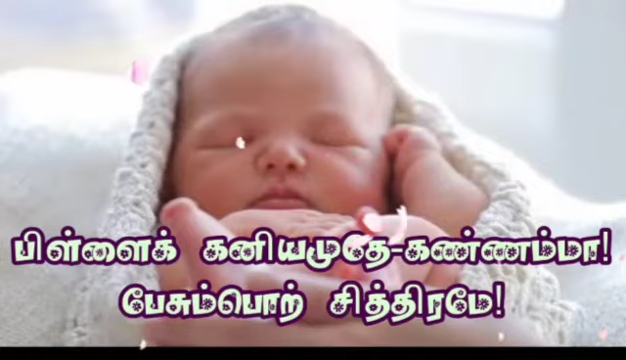 பிள்ளைக் கனியமுதே-கண்ணம்மா!
பேசும்பொற் சித்திரமே!